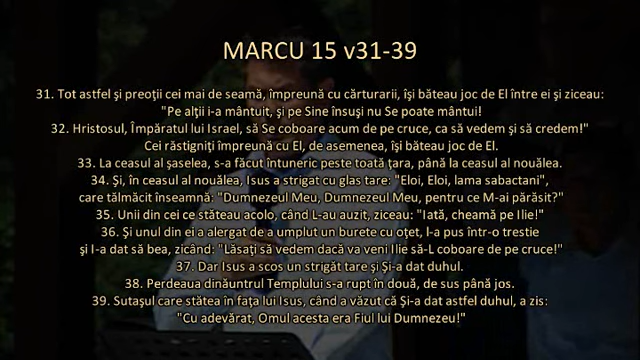 MARCU 15 v31-39
31. Tot astfel şi preoţii cei mai de seamă, împreună cu cărturarii, îşi băteau joc de El între ei şi ziceau:
"Pe alţii i-a mântuit, şi pe Sine însuşi nu Se poate mântui!
32. Hristosul, Împăratul lui Israel, să Se coboare acum de pe cruce, ca să vedem şi să credem!"
Cei răstigniţi împreună cu El, de asemenea, îşi băteau joc de El.
33. La ceasul al şaselea, s-a făcut întuneric peste toată ţara, până la ceasul al nouălea.
34. Şi, în ceasul al nouălea, Isus a strigat cu glas tare: "Eloi, Eloi, lama sabactani",
care tălmăcit înseamnă: "Dumnezeul Meu, Dumnezeul Meu, pentru ce M-ai părăsit?"
35. Unii din cei ce stăteau acolo, când L-au auzit, ziceau: "Iată, cheamă pe Ilie!"
36. Şi unul din ei a alergat de a umplut un burete cu oţet, l-a pus într-o trestie
şi I-a dat să bea, zicând: "Lăsaţi să vedem dacă va veni Ilie să-L coboare de pe cruce!"
37. Dar Isus a scos un strigăt tare şi Şi-a dat duhul.
38. Perdeaua dinăuntrul Templului s-a rupt în două, de sus până jos.
39. Sutaşul care stătea în faţa lui Isus, când a văzut că Şi-a dat astfel duhul, a zis:
"Cu adevărat, Omul acesta era Fiul lui Dumnezeu!"